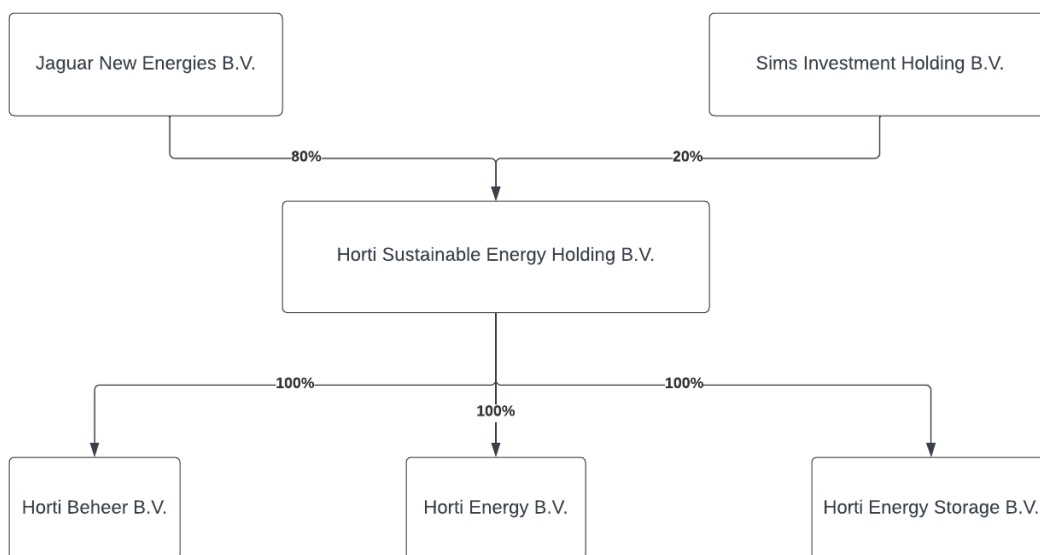 Jaguar New Energies B.V.
Sims Investment Holding B.V.
80%
20%
Horti Sustainable Energy Holding B.V.
100%
100%
100%
Horti Beheer B.V.
Horti Energy B.V.
Horti Energy Storage B.V.